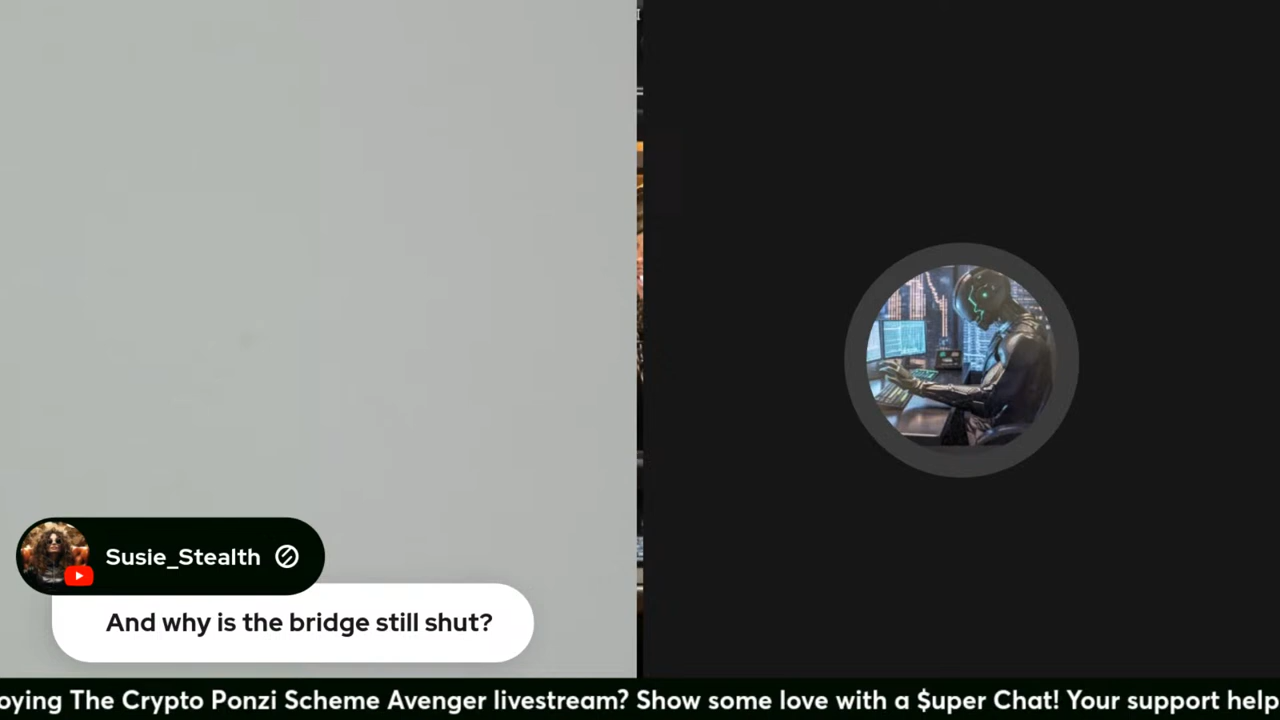 Susie_Stealth
And why is the bridge still shut?
oying The Crypto Ponzi Scheme Avenger livestream? Show some love with a $uper Chat! Your support help